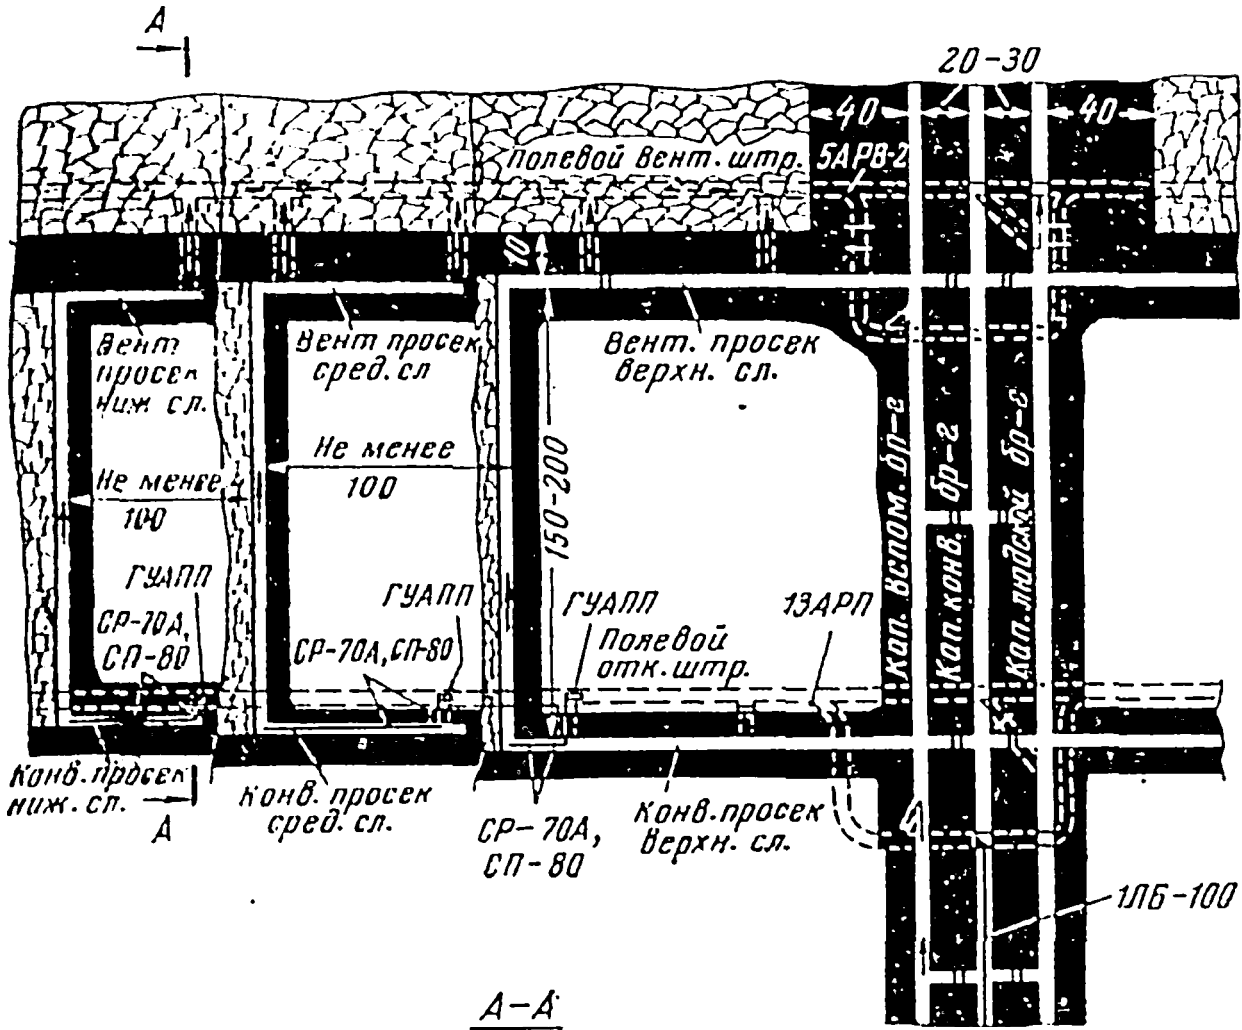 А
20-30
40
40
Полевой вент. штр.
5АРВ-2
10
Вент.
просек
ниж сл.
Вент просек
сред. сл
Вент. просек
верхн. сл.
Не менее
100
Не менее
100
150-200
Кап. вспом. бр-г
Кап. конв. бр-г
Кап. людской бр-г
ГУАПП
СР-70А,
СП-80
ГУАПП
СР-70А, СП-80
ГУАПП
Полевой
отк. штр.
13АРП
Конв. просек
ниж. сл.
А
Конв. просек
сред. сл.
СР-70А,
СП-80
Конв. просек
верхн. сл.
1ЛБ-100
А-А